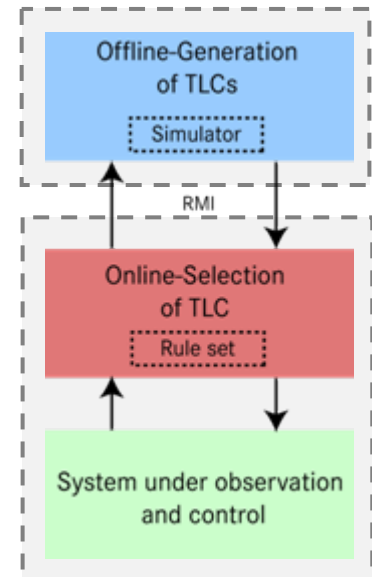 Offline-Generation
of TLCs
Simulator
RMI
Online-Selection
of TLC
Rule set
System under observation
and control